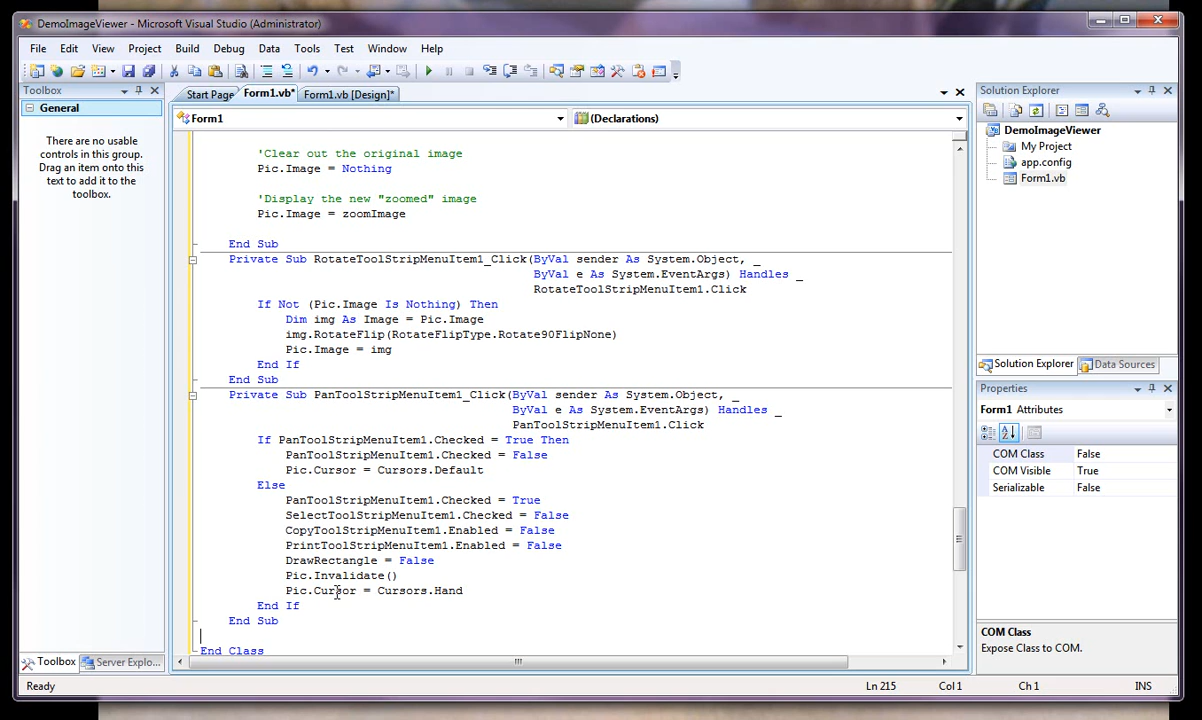 DemoImageViewer - Microsoft Visual Studio (Administrator)
File Edit View Project Build Debug Data Tools Test Window Help
Toolbox
General
There are no usable
controls in this group.
Drag an item onto this
text to add it to the
toolbox.
Toolbox Server Explo...
Start Page Form1.vb* Form1.vb [Design]*
Form1 (Declarations)
'Clear out the original image
Pic.Image = Nothing
'Display the new "zoomed" image
Pic.Image = zoomImage
End Sub
Private Sub RotateToolStripMenuItem1_Click(ByVal sender As System.Object, _
ByVal e As System.EventArgs) Handles _
RotateToolStripMenuItem1.Click
If Not (Pic.Image Is Nothing) Then
Dim img As Image = Pic.Image
img.RotateFlip(RotateFlipType.Rotate90FlipNone)
Pic.Image = img
End If
End Sub
Private Sub PanToolStripMenuItem1_Click(ByVal sender As System.Object, _
ByVal e As System.EventArgs) Handles _
PanToolStripMenuItem1.Click
If PanToolStripMenuItem1.Checked = True Then
PanToolStripMenuItem1.Checked = False
Pic.Cursor = Cursors.Default
Else
PanToolStripMenuItem1.Checked = True
SelectToolStripMenuItem1.Checked = False
CopyToolStripMenuItem1.Enabled = False
PrintToolStripMenuItem1.Enabled = False
DrawRectangle = False
Pic.Invalidate()
Pic.Cursor = Cursors.Hand
End If
End Sub
End Class
Solution Explorer
DemoImageViewer
My Project
app.config
Form1.vb
Solution Explorer Data Sources
Properties
Form1 Attributes
COM Class False
COM Visible True
Serializable False
COM Class
Expose Class to COM.
Ready Ln 215 Col 1 Ch 1 INS